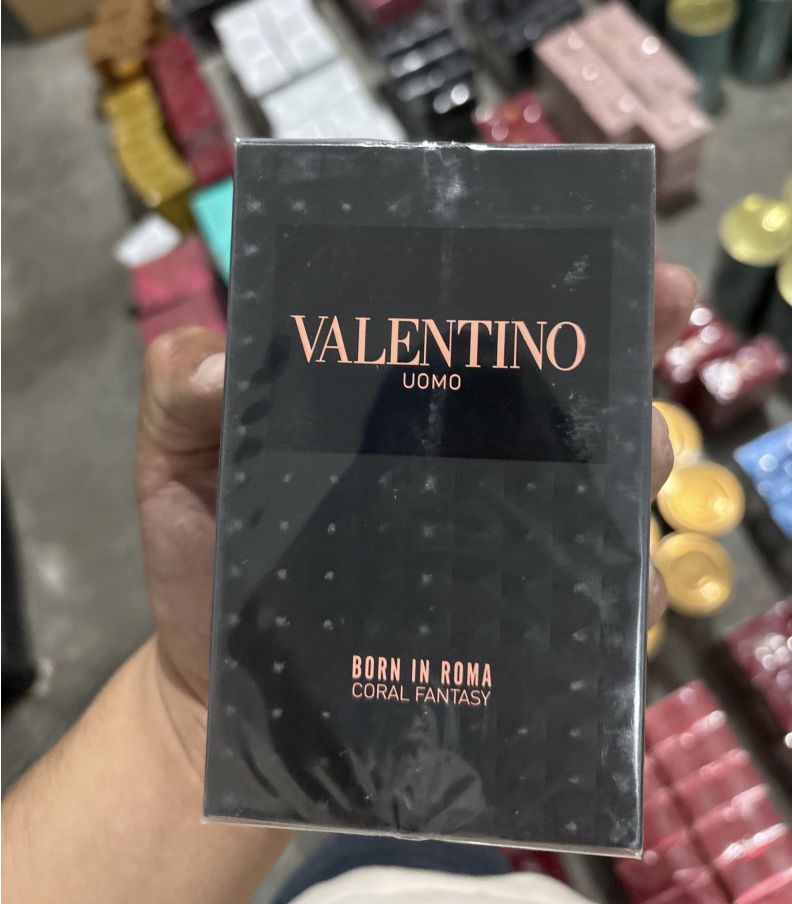 VALENTINO
UOMO
BORN IN ROMA
CORAL FANTASY